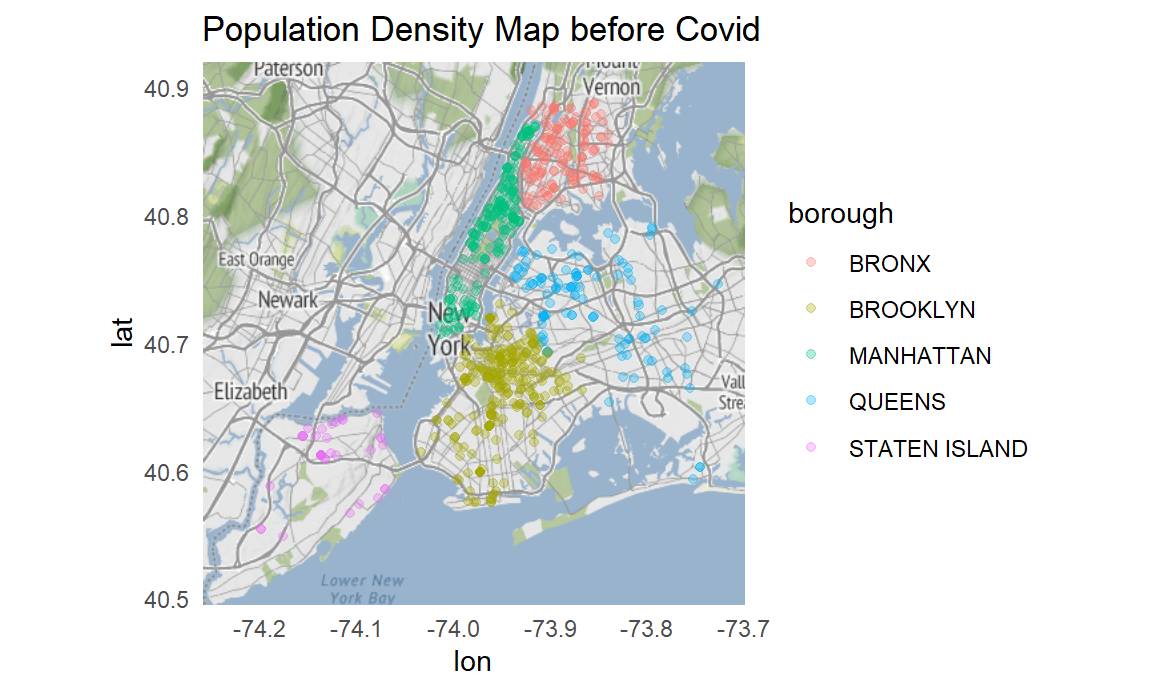 Population Density Map before Covid
Paterson
Mount
Vernon
40.9
40.8
East Orange
Newark
New
York
40.7
Elizabeth
40.6
Lower New
York Bay
40.5
lat
-74.2
-74.1
-74.0
-73.9
-73.8
-73.7
lon
borough
BRONX
BROOKLYN
MANHATTAN
QUEENS
STATEN ISLAND